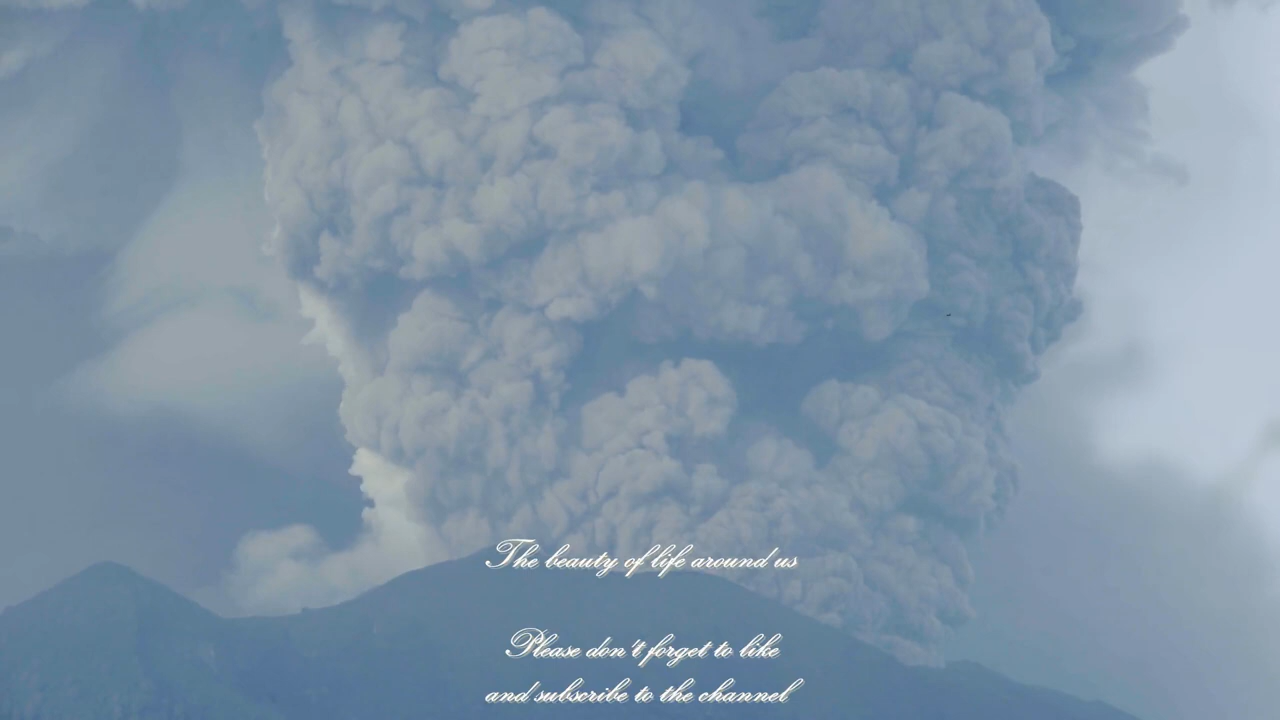 The beauty of life around us
Please don't forget to like
and subscribe to the channel